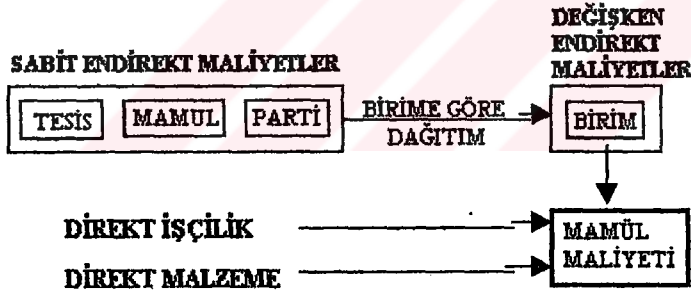 DEĞİŞKEN
ENDİREKT
MALİYETLER
SABİT ENDİREKT MALİYETLER
TESİS MAMUL PARTİ BİRİME GÖRE DAĞITIM BİRİM
DİREKT İŞÇİLİK
DİREKT MALZEME
MAMÜL
MALİYETİ